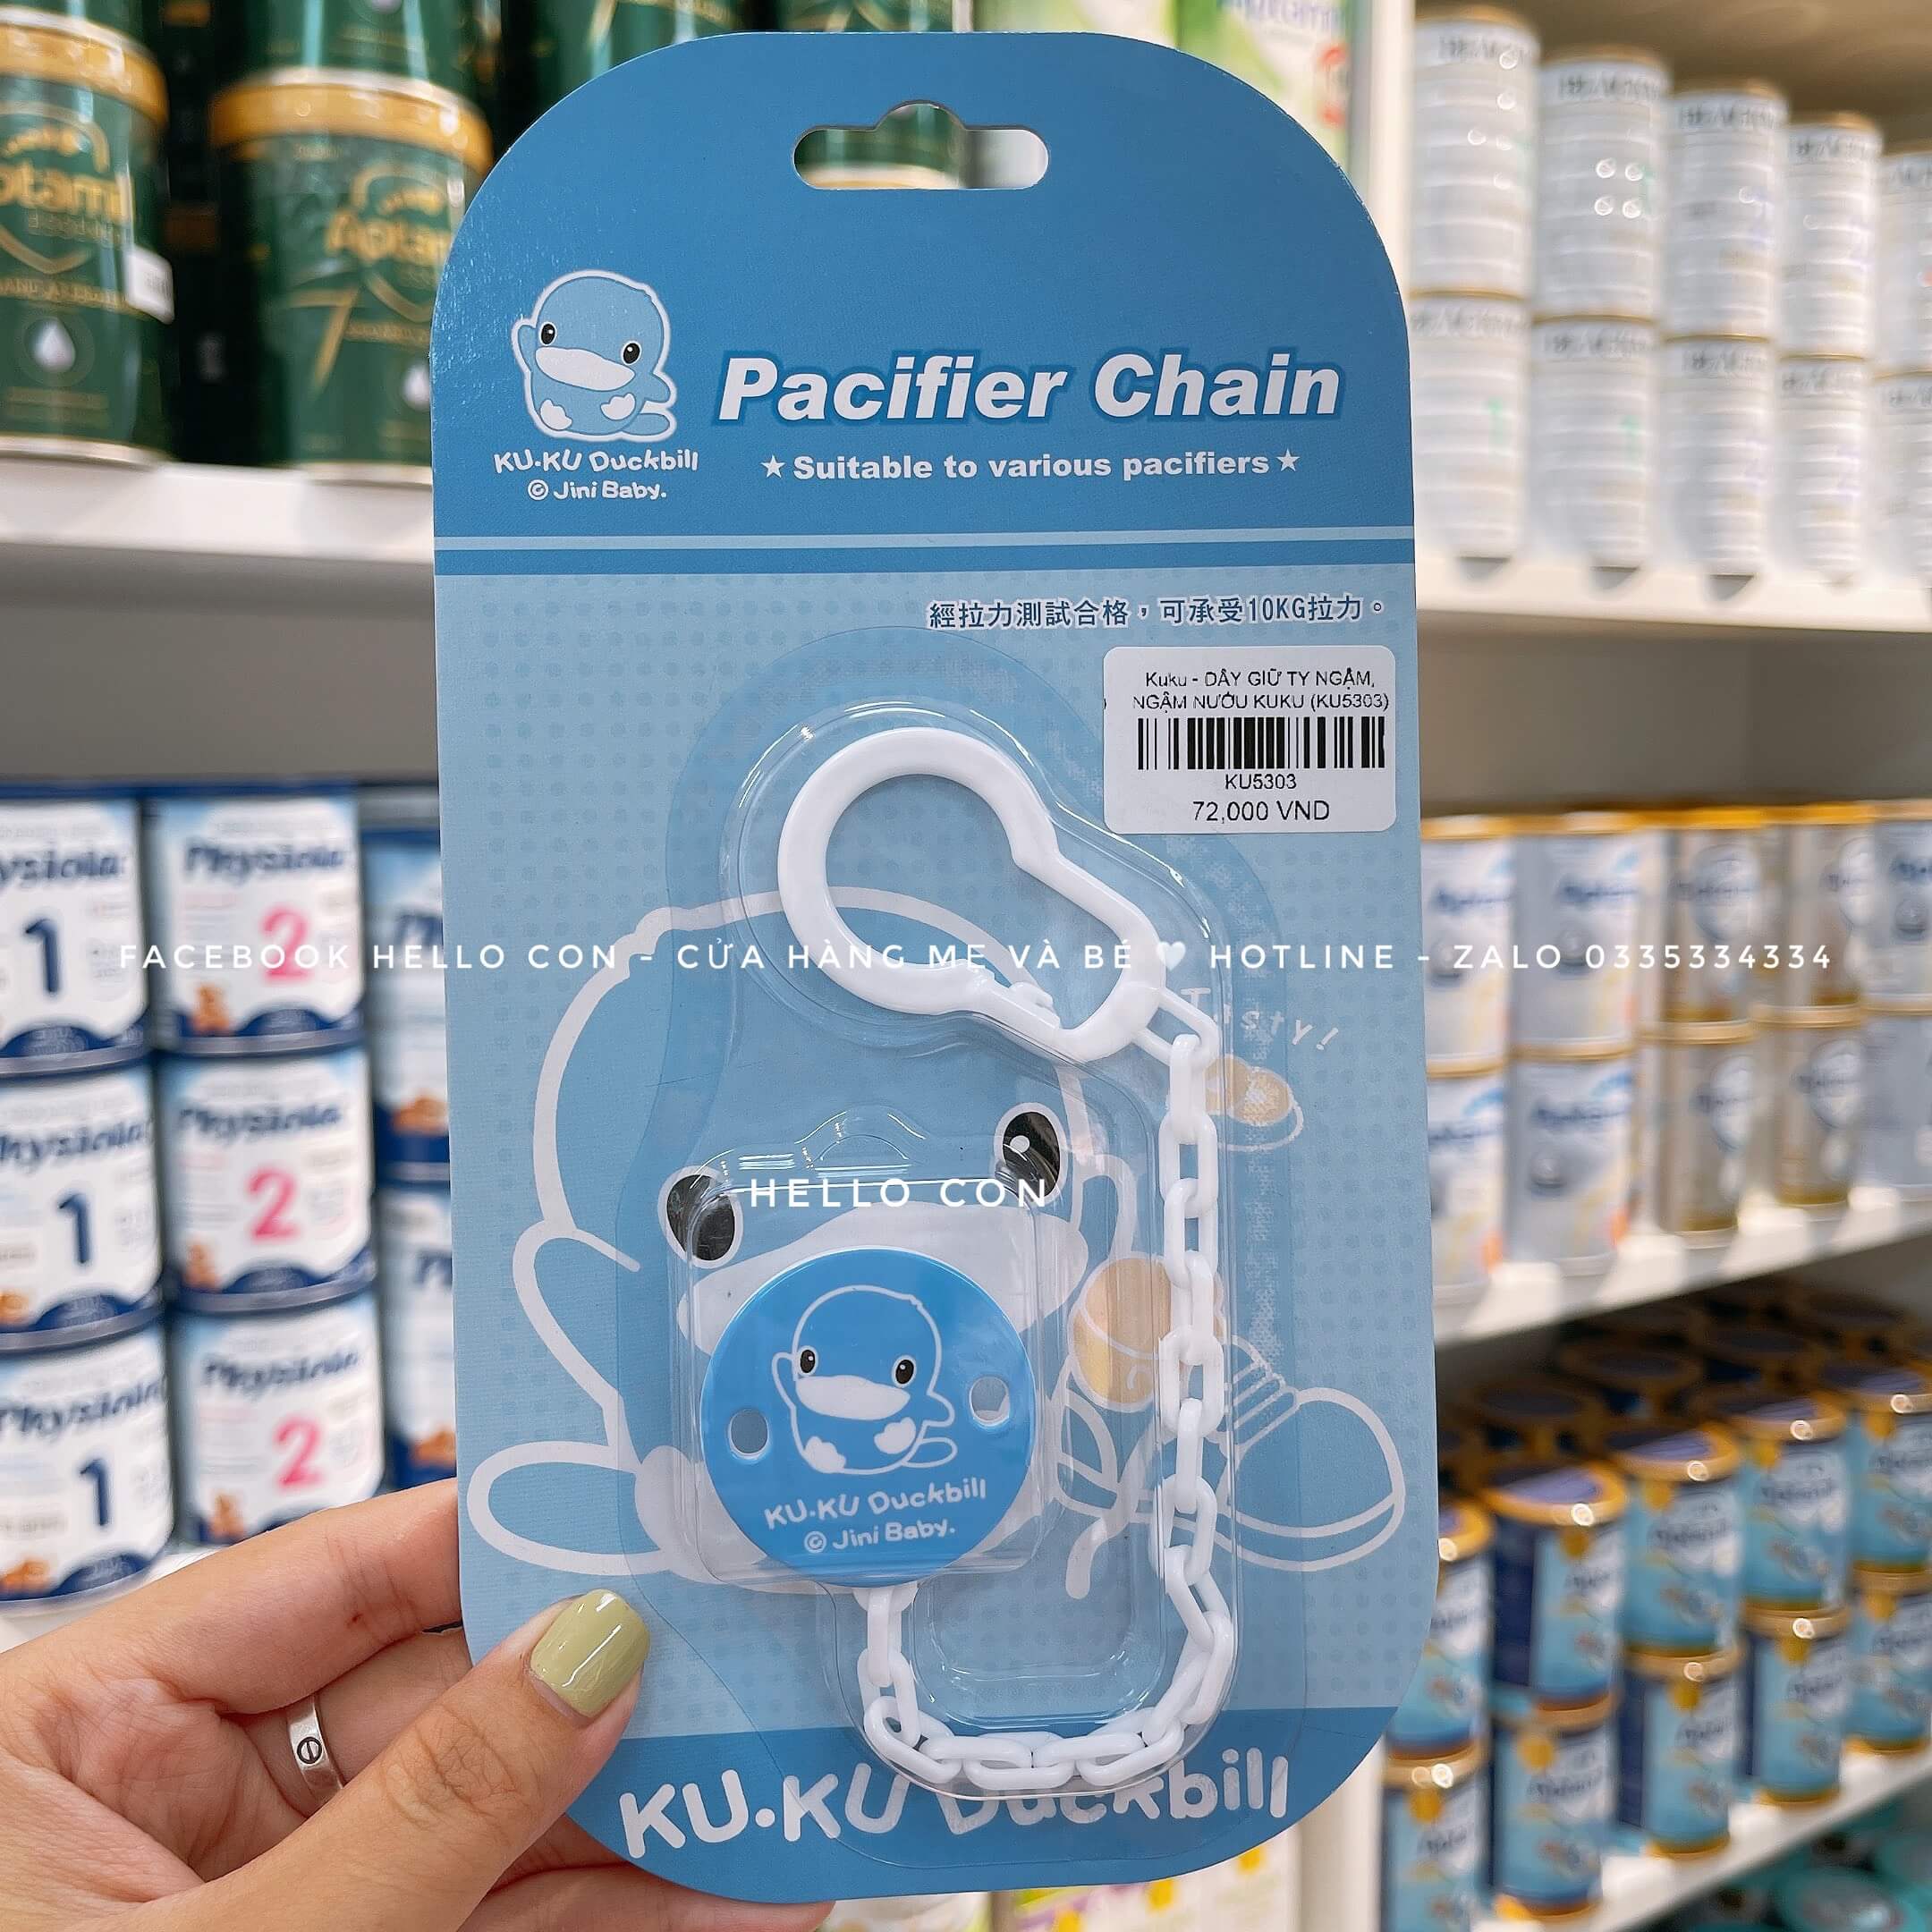 Pacifier Chain
KU·KU Duckbill
© Jini Baby.
★ Suitable to various pacifiers ★
經拉力測試合格，可承受10KG拉力。
Kuku - DÂY GIỮ TY NGẬM,
NGẬM NƯỚU KUKU (KU5303)
KU5303
72,000 VND
FACEBOOK HELLO CON - CỬA HÀNG MẸ VÀ BÉ 🤍 HOTLINE - ZALO 0335334334
Tasty!
HELLO CON
KU·KU Duckbill
© Jini Baby.
KU·KU Duckbill
Aptamil
Physiolac
1
Physiolac
2
Physiolac
1
Physiolac
2
Physiolac
1
Physiolac
2